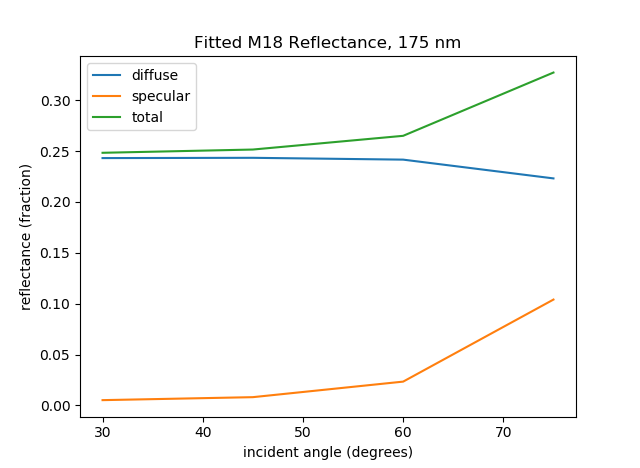 Fitted M18 Reflectance, 175 nm
diffuse
specular
total
reflectance (fraction)
0.30
0.25
0.20
0.15
0.10
0.05
0.00
30 40 50 60 70
incident angle (degrees)